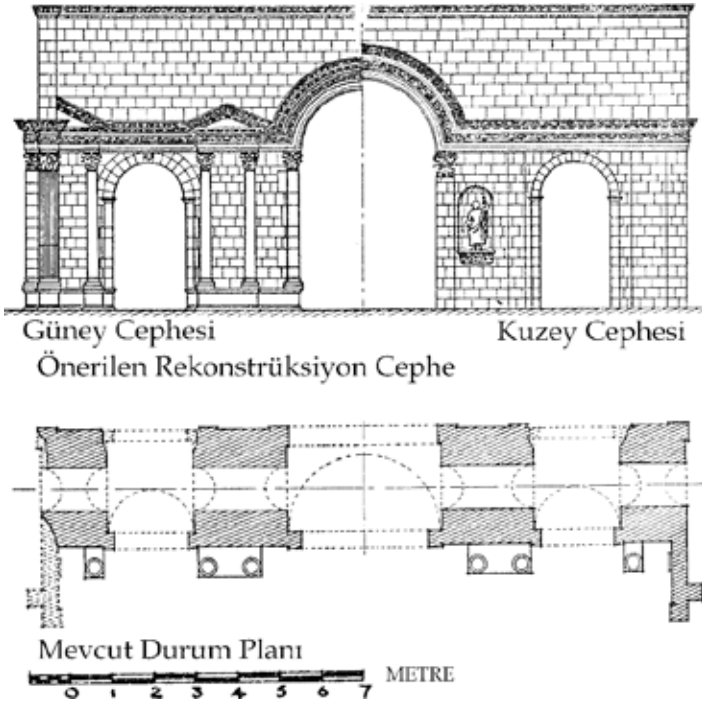 Güney Cephesi Kuzey Cephesi
Önerilen Rekonstrüksiyon Cephe
Mevcut Durum Planı
METRE
0 1 2 3 4 5 6 7